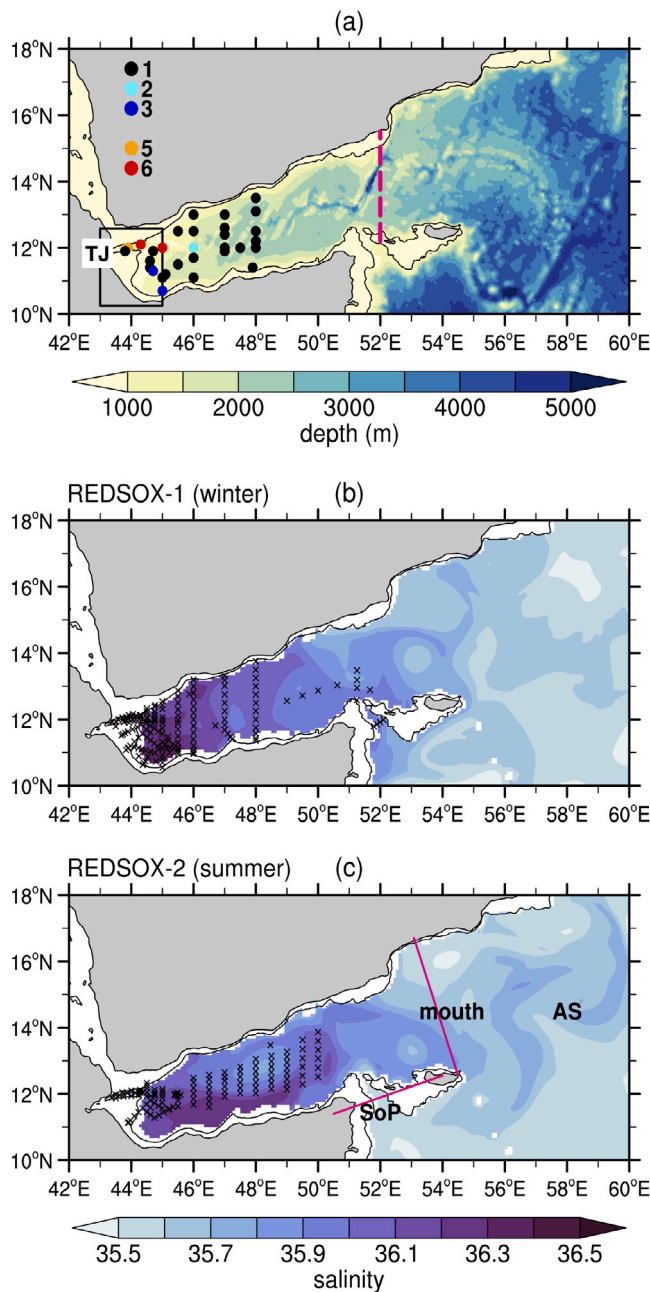 (a)
18°N
16°N
14°N
12°N
10°N
1
2
3
5
6
TJ
42°E 44°E 46°E 48°E 50°E 52°E 54°E 56°E 58°E 60°E
1000 2000 3000 4000 5000
depth (m)
REDSOX-1 (winter) (b)
18°N
16°N
14°N
12°N
10°N
42°E 44°E 46°E 48°E 50°E 52°E 54°E 56°E 58°E 60°E
REDSOX-2 (summer) (c)
18°N
16°N
14°N
12°N
10°N
mouth AS
SoP
42°E 44°E 46°E 48°E 50°E 52°E 54°E 56°E 58°E 60°E
35.5 35.7 35.9 36.1 36.3 36.5
salinity